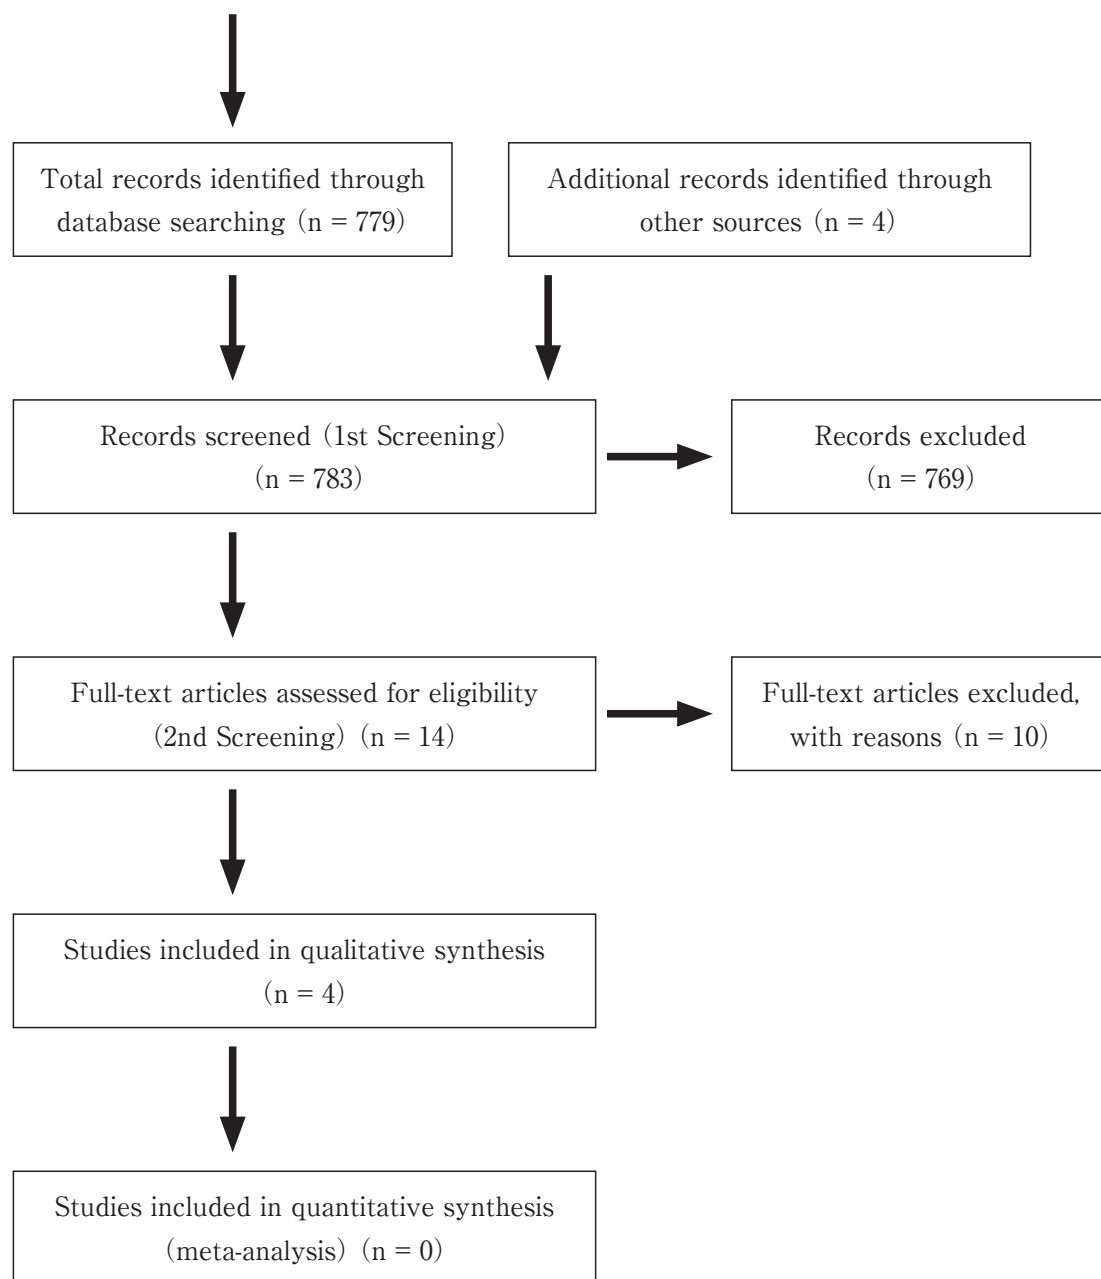 Total records identified through
database searching (n = 779)
Additional records identified through
other sources (n = 4)
Records screened (1st Screening)
(n = 783)
Records excluded
(n = 769)
Full-text articles assessed for eligibility
(2nd Screening) (n = 14)
Full-text articles excluded,
with reasons (n = 10)
Studies included in qualitative synthesis
(n = 4)
Studies included in quantitative synthesis
(meta-analysis) (n = 0)